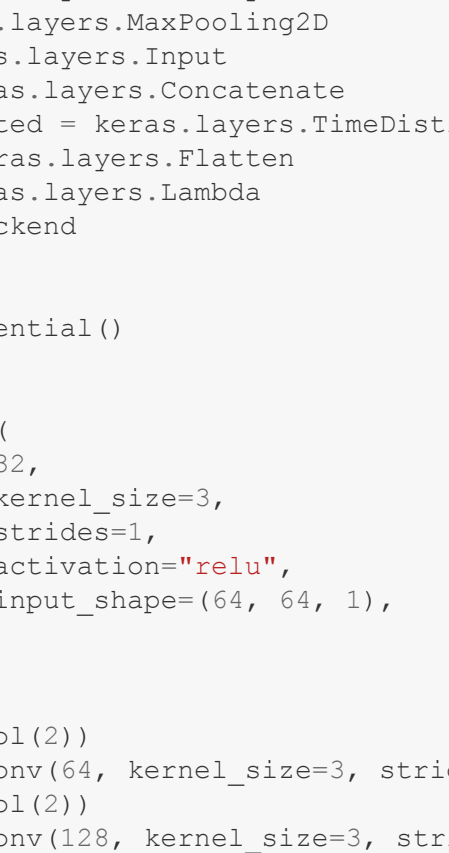 .layers.MaxPooling2D
s.layers.Input
as.layers.Concatenate
ted = keras.layers.TimeDist
ras.layers.Flatten
as.layers.Lambda
ckend
ential()
(
32,
kernel_size=3,
strides=1,
activation="relu",
input_shape=(64, 64, 1),
ol(2))
onv(64, kernel_size=3, stri
ol(2))
onv(128, kernel_size=3, str